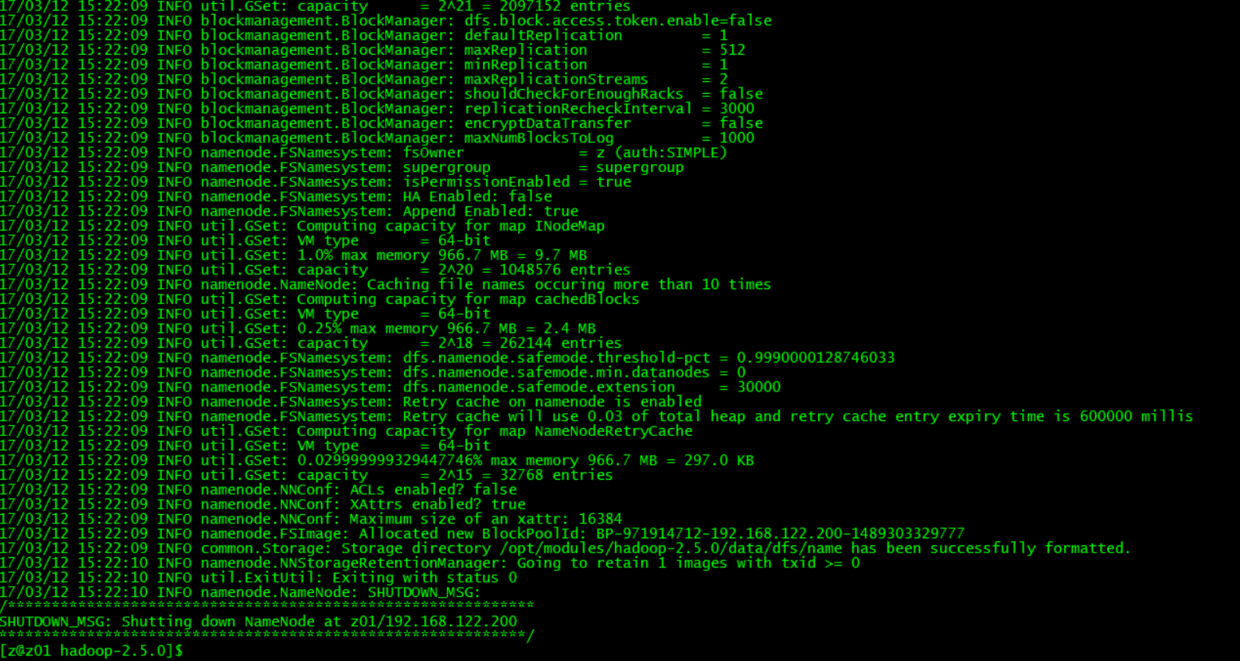 17/03/12 15:22:09 INFO util.GSet: capacity      = 2^21 = 2097152 entries
17/03/12 15:22:09 INFO blockmanagement.BlockManager: dfs.block.access.token.enable=false
17/03/12 15:22:09 INFO blockmanagement.BlockManager: defaultReplication         = 1
17/03/12 15:22:09 INFO blockmanagement.BlockManager: maxReplication             = 512
17/03/12 15:22:09 INFO blockmanagement.BlockManager: minReplication             = 1
17/03/12 15:22:09 INFO blockmanagement.BlockManager: maxReplicationStreams      = 2
17/03/12 15:22:09 INFO blockmanagement.BlockManager: shouldCheckForEnoughRacks  = false
17/03/12 15:22:09 INFO blockmanagement.BlockManager: replicationRecheckInterval = 3000
17/03/12 15:22:09 INFO blockmanagement.BlockManager: encryptDataTransfer        = false
17/03/12 15:22:09 INFO blockmanagement.BlockManager: maxNumBlocksToLog          = 1000
17/03/12 15:22:09 INFO namenode.FSNamesystem: fsOwner             = z (auth:SIMPLE)
17/03/12 15:22:09 INFO namenode.FSNamesystem: supergroup          = supergroup
17/03/12 15:22:09 INFO namenode.FSNamesystem: isPermissionEnabled = true
17/03/12 15:22:09 INFO namenode.FSNamesystem: HA Enabled: false
17/03/12 15:22:09 INFO namenode.FSNamesystem: Append Enabled: true
17/03/12 15:22:09 INFO util.GSet: Computing capacity for map INodeMap
17/03/12 15:22:09 INFO util.GSet: VM type       = 64-bit
17/03/12 15:22:09 INFO util.GSet: 1.0% max memory 966.7 MB = 9.7 MB
17/03/12 15:22:09 INFO util.GSet: capacity      = 2^20 = 1048576 entries
17/03/12 15:22:09 INFO namenode.NameNode: Caching file names occuring more than 10 times
17/03/12 15:22:09 INFO util.GSet: Computing capacity for map cachedBlocks
17/03/12 15:22:09 INFO util.GSet: VM type       = 64-bit
17/03/12 15:22:09 INFO util.GSet: 0.25% max memory 966.7 MB = 2.4 MB
17/03/12 15:22:09 INFO util.GSet: capacity      = 2^18 = 262144 entries
17/03/12 15:22:09 INFO namenode.FSNamesystem: dfs.namenode.safemode.threshold-pct = 0.9990000128746033
17/03/12 15:22:09 INFO namenode.FSNamesystem: dfs.namenode.safemode.min.datanodes = 0
17/03/12 15:22:09 INFO namenode.FSNamesystem: dfs.namenode.safemode.extension     = 30000
17/03/12 15:22:09 INFO namenode.FSNamesystem: Retry cache on namenode is enabled
17/03/12 15:22:09 INFO namenode.FSNamesystem: Retry cache will use 0.03 of total heap and retry cache entry expiry time is 600000 millis
17/03/12 15:22:09 INFO util.GSet: Computing capacity for map NameNodeRetryCache
17/03/12 15:22:09 INFO util.GSet: VM type       = 64-bit
17/03/12 15:22:09 INFO util.GSet: 0.029999999329447746% max memory 966.7 MB = 297.0 KB
17/03/12 15:22:09 INFO util.GSet: capacity      = 2^15 = 32768 entries
17/03/12 15:22:09 INFO namenode.NNConf: ACLs enabled? false
17/03/12 15:22:09 INFO namenode.NNConf: XAttrs enabled? true
17/03/12 15:22:09 INFO namenode.NNConf: Maximum size of an xattr: 16384
17/03/12 15:22:09 INFO namenode.FSImage: Allocated new BlockPoolId: BP-971914712-192.168.122.200-1489303329777
17/03/12 15:22:09 INFO common.Storage: Storage directory /opt/modules/hadoop-2.5.0/data/dfs/name has been successfully formatted.
17/03/12 15:22:10 INFO namenode.NNStorageRetentionManager: Going to retain 1 images with txid >= 0
17/03/12 15:22:10 INFO util.ExitUtil: Exiting with status 0
17/03/12 15:22:10 INFO namenode.NameNode: SHUTDOWN_MSG:
/************************************************************
SHUTDOWN_MSG: Shutting down NameNode at z01/192.168.122.200
************************************************************/
[z@z01 hadoop-2.5.0]$